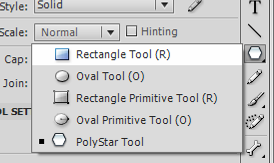 Style: Solid
Scale: Normal Hinting
Cap:
Join:
Rectangle Tool (R)
Oval Tool (O)
Rectangle Primitive Tool (R)
Oval Primitive Tool (O)
PolyStar Tool
T